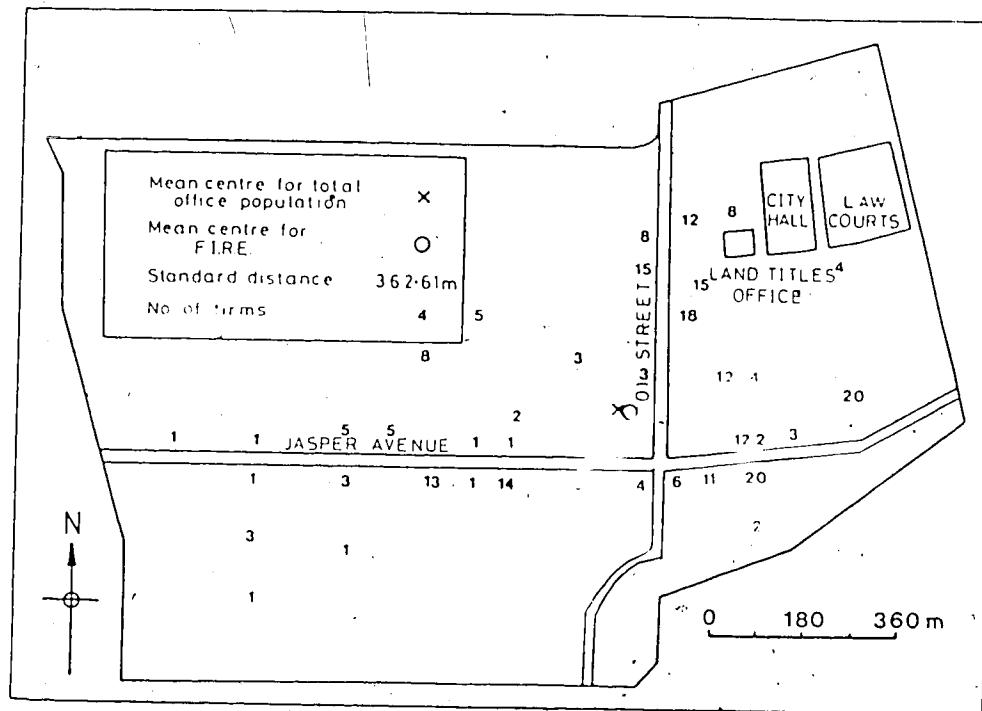 Mean centre for total
office population X
Mean centre for
F.I.R.E. O
Standard distance 362·61m
No of firms 4 5
8
3
2
8
15
3
STREET
12
8
CITY
HALL
LAW
COURTS
4
15
LAND TITLES
OFFICE
18
4
20
1 1 5 5 1 1
JASPER AVENUE
2 3
1 3 13 1 14 4 6 11 20
3
1
2
1
N
0 180 360 m